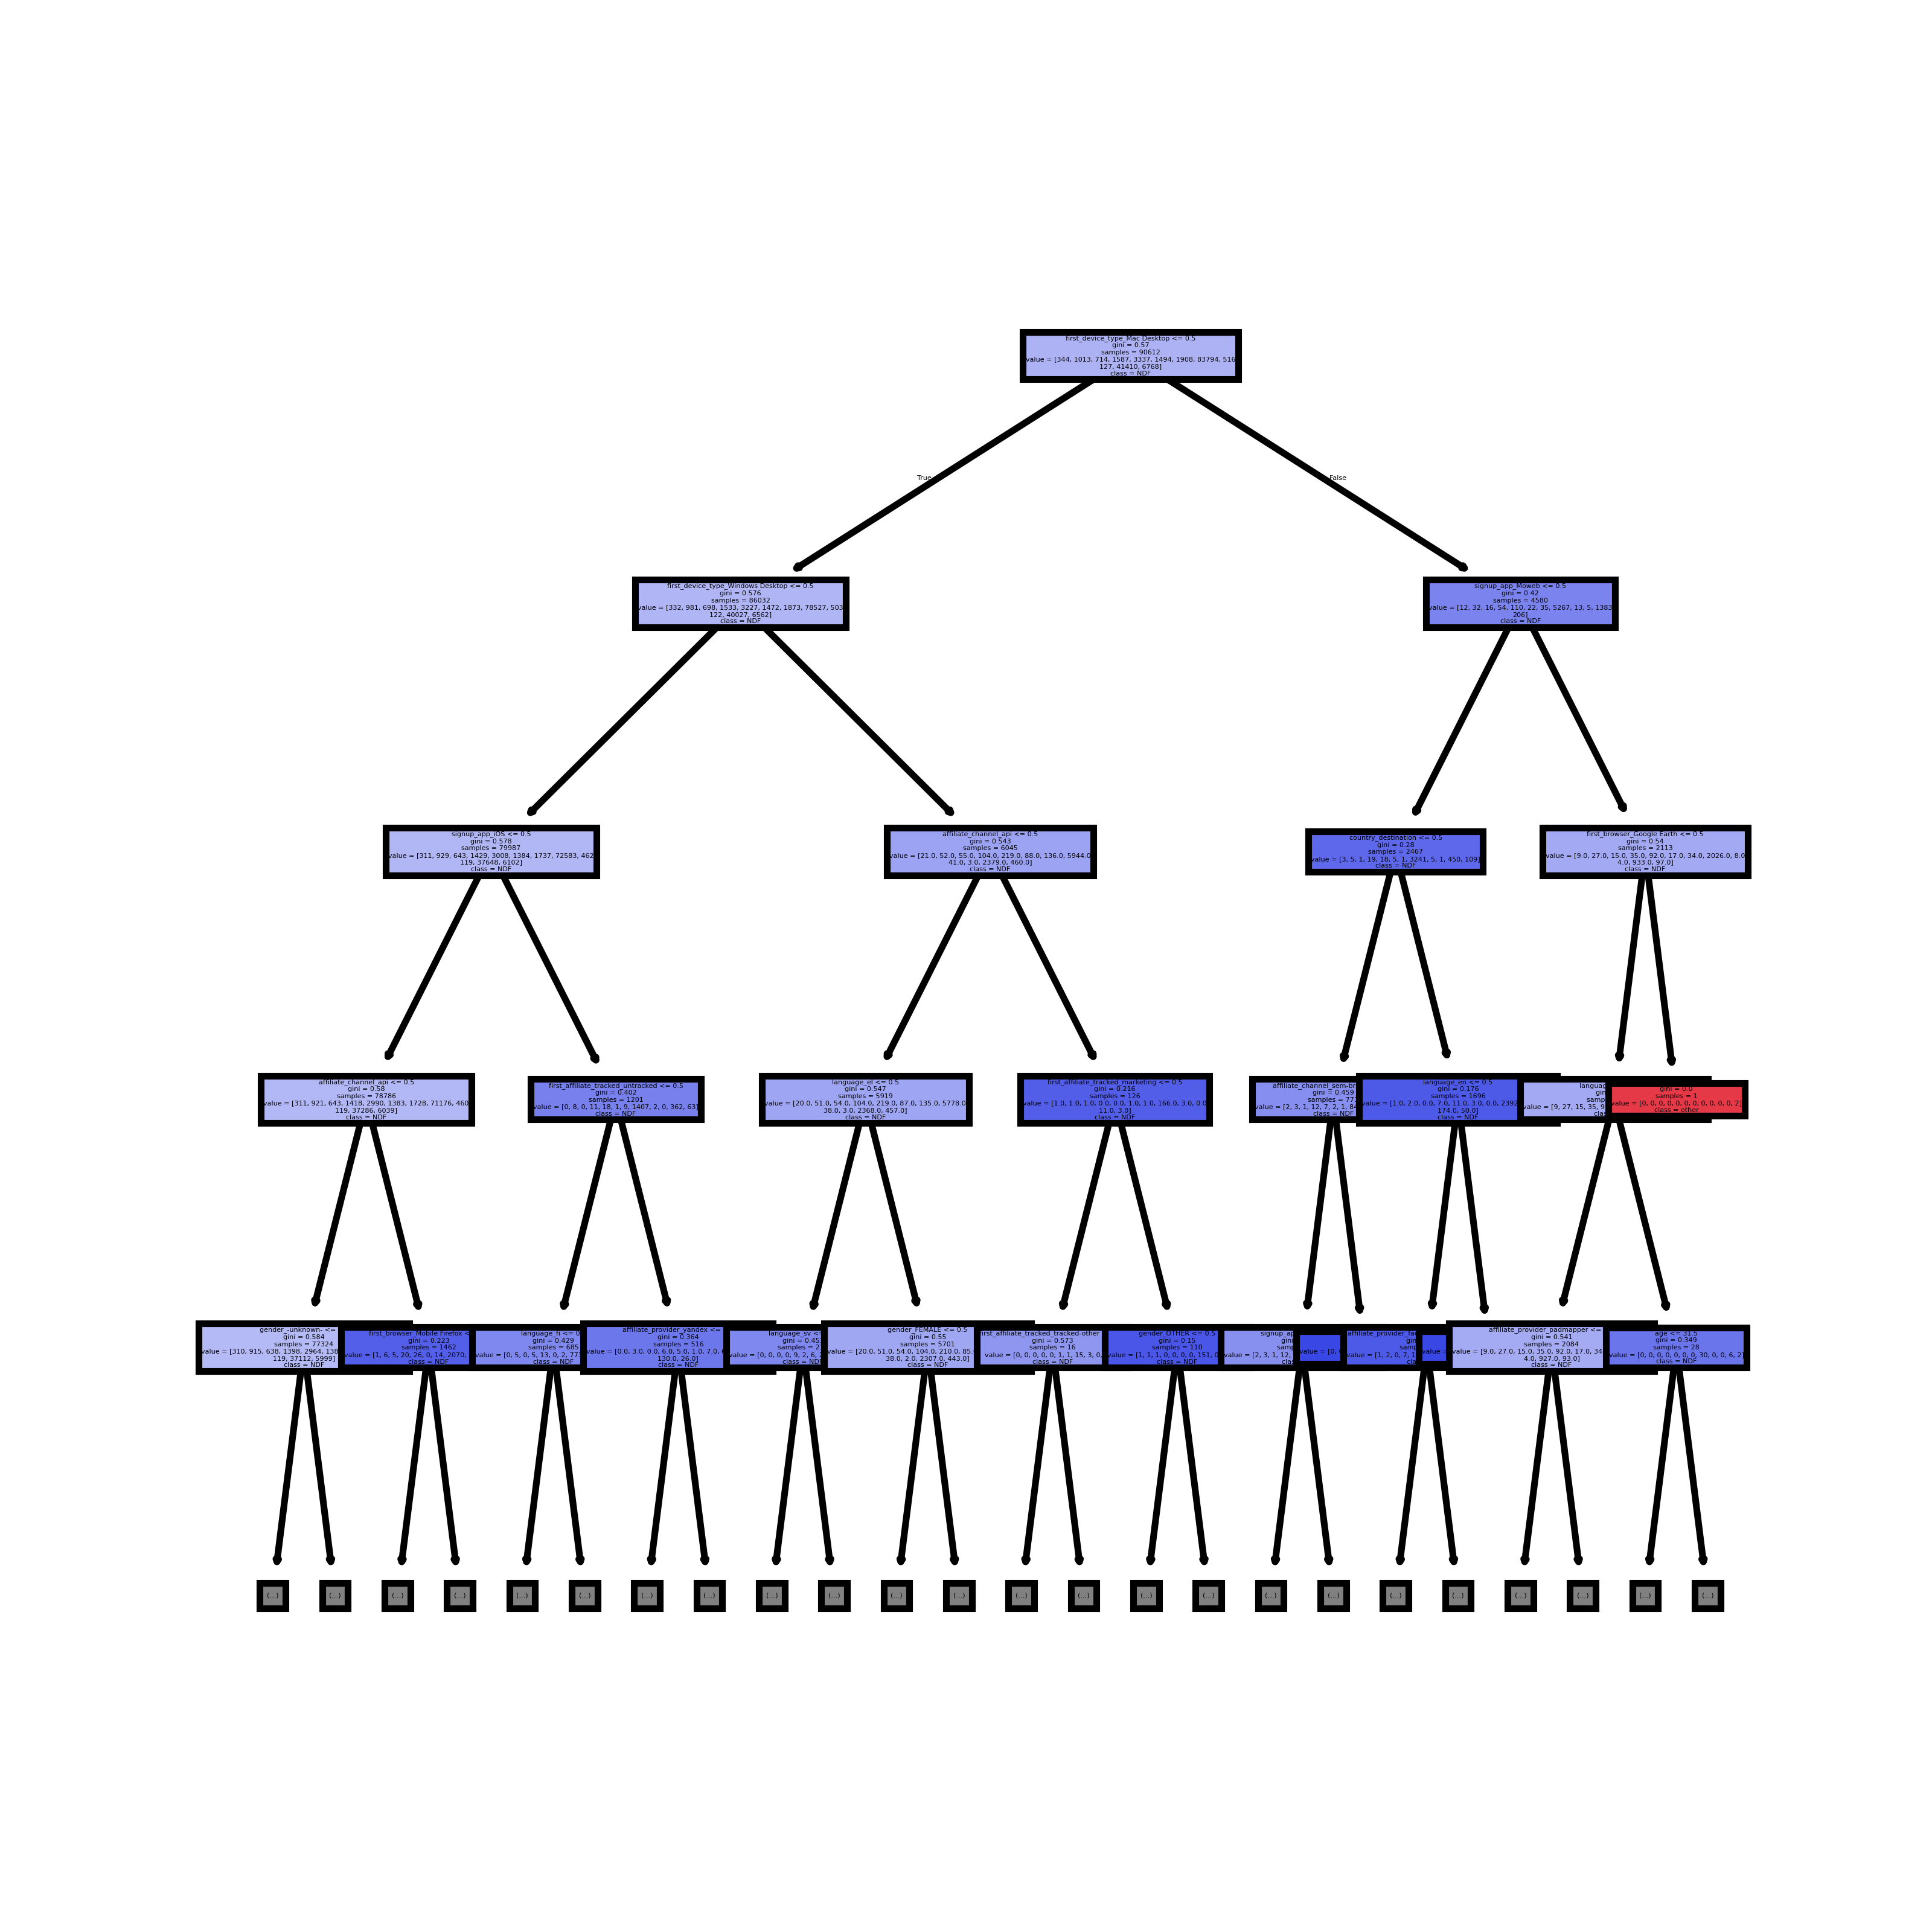 first_device_type_Mac Desktop <= 0.5
gini = 0.57
samples = 90612
value = [344, 1013, 714, 1587, 3337, 1494, 1908, 83794, 516
127, 41410, 6768]
class = NDF
True
False
first_device_type_Windows Desktop <= 0.5
gini = 0.576
samples = 86032
value = [332, 981, 698, 1533, 3227, 1472, 1873, 78527, 503
122, 40027, 6562]
class = NDF
signup_app_Moweb <= 0.5
gini = 0.42
samples = 4580
value = [12, 32, 16, 54, 110, 22, 35, 5267, 13, 5, 1383
206]
class = NDF
signup_app_iOS <= 0.5
gini = 0.578
samples = 79987
value = [311, 929, 643, 1429, 3008, 1384, 1737, 72583, 462
119, 37648, 6102]
class = NDF
affiliate_channel_api <= 0.5
gini = 0.543
samples = 6045
value = [21.0, 52.0, 55.0, 104.0, 219.0, 88.0, 136.0, 5944.0
41.0, 3.0, 2379.0, 460.0]
class = NDF
country_destination <= 0.5
gini = 0.28
samples = 2467
value = [3, 5, 1, 19, 18, 5, 1, 3241, 5, 1, 450, 109]
class = NDF
first_browser_Google Earth <= 0.5
gini = 0.54
samples = 2113
value = [9.0, 27.0, 15.0, 35.0, 92.0, 17.0, 34.0, 2026.0, 8.0
4.0, 933.0, 97.0]
class = NDF
affiliate_channel_api <= 0.5
gini = 0.58
samples = 78786
value = [311, 921, 643, 1418, 2990, 1383, 1728, 71176, 460
119, 37286, 6039]
class = NDF
first_affiliate_tracked_untracked <= 0.5
gini = 0.402
samples = 1201
value = [0, 8, 0, 11, 18, 1, 9, 1407, 2, 0, 362, 63]
class = NDF
language_el <= 0.5
gini = 0.547
samples = 5919
value = [20.0, 51.0, 54.0, 104.0, 219.0, 87.0, 135.0, 5778.0
38.0, 3.0, 2368.0, 457.0]
class = NDF
first_affiliate_tracked_marketing <= 0.5
gini = 0.216
samples = 126
value = [1.0, 1.0, 1.0, 0.0, 0.0, 1.0, 1.0, 166.0, 3.0, 0.0
11.0, 3.0]
class = NDF
affiliate_channel_sem-br
gini = 0.459
samples = 77
value = [2, 3, 1, 12, 7, 2, 1, 84
class = NDF
language_en <= 0.5
gini = 0.176
samples = 1696
value = [1.0, 2.0, 0.0, 7.0, 11.0, 3.0, 0.0, 2392
174.0, 50.0]
class = NDF
langua
gin
samp
value = [9, 27, 15, 35, 9
clas
gini = 0.0
samples = 1
value = [0, 0, 0, 0, 0, 0, 0, 0, 0, 0, 0, 2]
class = other
gender_-unknown- <=
gini = 0.584
samples = 77324
value = [310, 915, 638, 1398, 2964, 138
119, 37112, 5999]
class = NDF
first_browser_Mobile Firefox <
gini = 0.223
samples = 1462
value = [1, 6, 5, 20, 26, 0, 14, 2070,
class = NDF
language_fi <= 0
gini = 0.429
samples = 685
value = [0, 5, 0, 5, 13, 0, 2, 77
class = NDF
affiliate_provider_yandex <=
gini = 0.364
samples = 516
value = [0.0, 3.0, 0.0, 6.0, 5.0, 1.0, 7.0,
130.0, 26.0]
class = NDF
language_sv <
gini = 0.45
samples = 2
value = [0, 0, 0, 0, 9, 2, 6,
class = NDF
gender_FEMALE <= 0.5
gini = 0.55
samples = 5701
value = [20.0, 51.0, 54.0, 104.0, 210.0, 85.
38.0, 2.0, 2307.0, 443.0]
class = NDF
first_affiliate_tracked_tracked-other
gini = 0.573
samples = 16
value = [0, 0, 0, 0, 0, 1, 1, 15, 3, 0,
class = NDF
gender_OTHER <= 0.5
gini = 0.15
samples = 110
value = [1, 1, 1, 0, 0, 0, 0, 151, 0
class = NDF
signup_ap
gini
samp
value = [2, 3, 1, 12,
clas
value = [0,
affiliate_provider_fa
gin
samp
value = [1, 2, 0, 7, 1
cla
value =
affiliate_provider_padmapper <=
gini = 0.541
samples = 2084
value = [9.0, 27.0, 15.0, 35.0, 92.0, 17.0, 34
4.0, 927.0, 93.0]
class = NDF
age <= 31.5
gini = 0.349
samples = 28
value = [0, 0, 0, 0, 0, 0, 0, 30, 0, 0, 6, 2]
class = NDF
(...) (...) (...) (...) (...) (...) (...) (...) (...) (...) (...) (...) (...) (...) (...) (...) (...) (...) (...) (...) (...) (...) (...) (...)